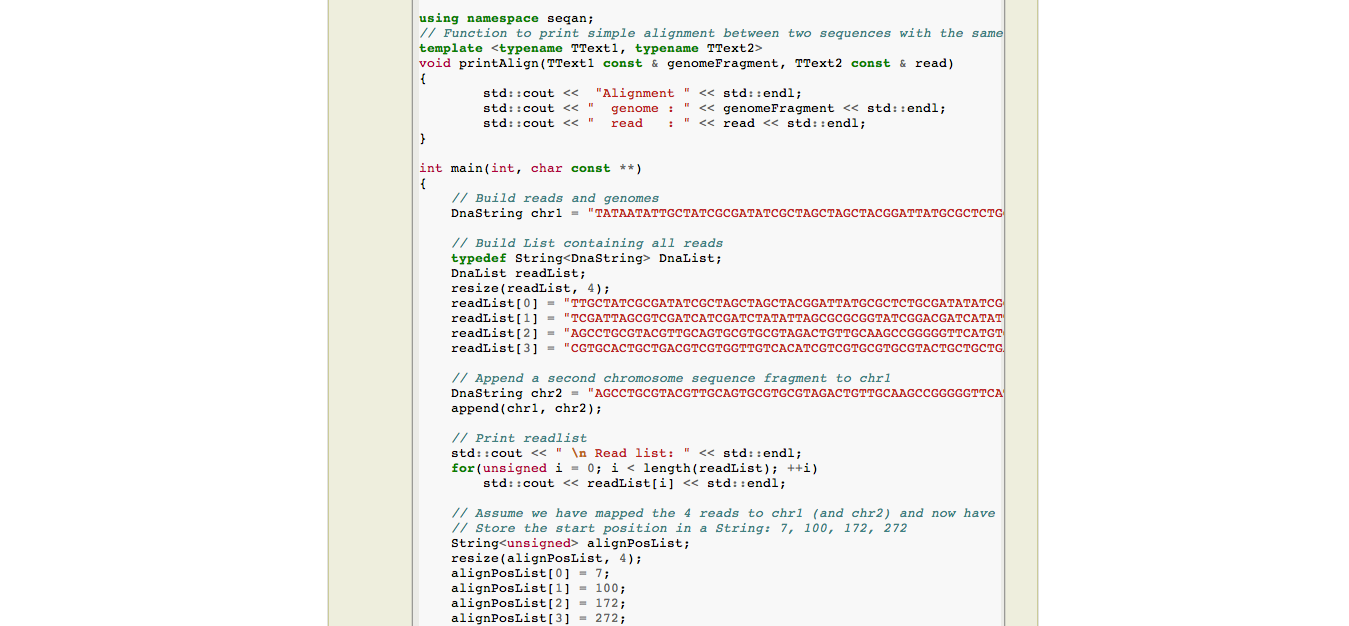 using namespace seqan;
// Function to print simple alignment between two sequences with the same
template <typename TText1, typename TText2>
void printAlign(TText1 const & genomeFragment, TText2 const & read)
{
        std::cout <<  "Alignment " << std::endl;
        std::cout << "  genome : " << genomeFragment << std::endl;
        std::cout << "  read   : " << read << std::endl;
}
int main(int, char const **)
{
    // Build reads and genomes
    DnaString chr1 = "TATAATATTGCTATCGCGATATCGCTAGCTAGCTACGGATTATGCGCTCTG
    // Build List containing all reads
    typedef String<DnaString> DnaList;
    DnaList readList;
    resize(readList, 4);
    readList[0] = "TTGCTATCGCGATATCGCTAGCTAGCTACGGATTATGCGCTCTGCGATATATCG
    readList[1] = "TCGATTAGCGTCGATCATCGATCTATATTAGCGCGCGGTATCGGACGATCATAT
    readList[2] = "AGCCTGCGTACGTTGCAGTGCGTGCGTAGACTGTTGCAAGCCGGGGGTTCATGT
    readList[3] = "CGTGCACTGCTGACGTCGTGGTTGTCACATCGTCGTGCGTGCGTACTGCTGCTG
    // Append a second chromosome sequence fragment to chr1
    DnaString chr2 = "AGCCTGCGTACGTTGCAGTGCGTGCGTAGACTGTTGCAAGCCGGGGGTTCA
    append(chr1, chr2);
    // Print readlist
    std::cout << " \n Read list: " << std::endl;
    for(unsigned i = 0; i < length(readList); ++i)
        std::cout << readList[i] << std::endl;
    // Assume we have mapped the 4 reads to chr1 (and chr2) and now have
    // Store the start position in a String: 7, 100, 172, 272
    String<unsigned> alignPosList;
    resize(alignPosList, 4);
    alignPosList[0] = 7;
    alignPosList[1] = 100;
    alignPosList[2] = 172;
    alignPosList[3] = 272;